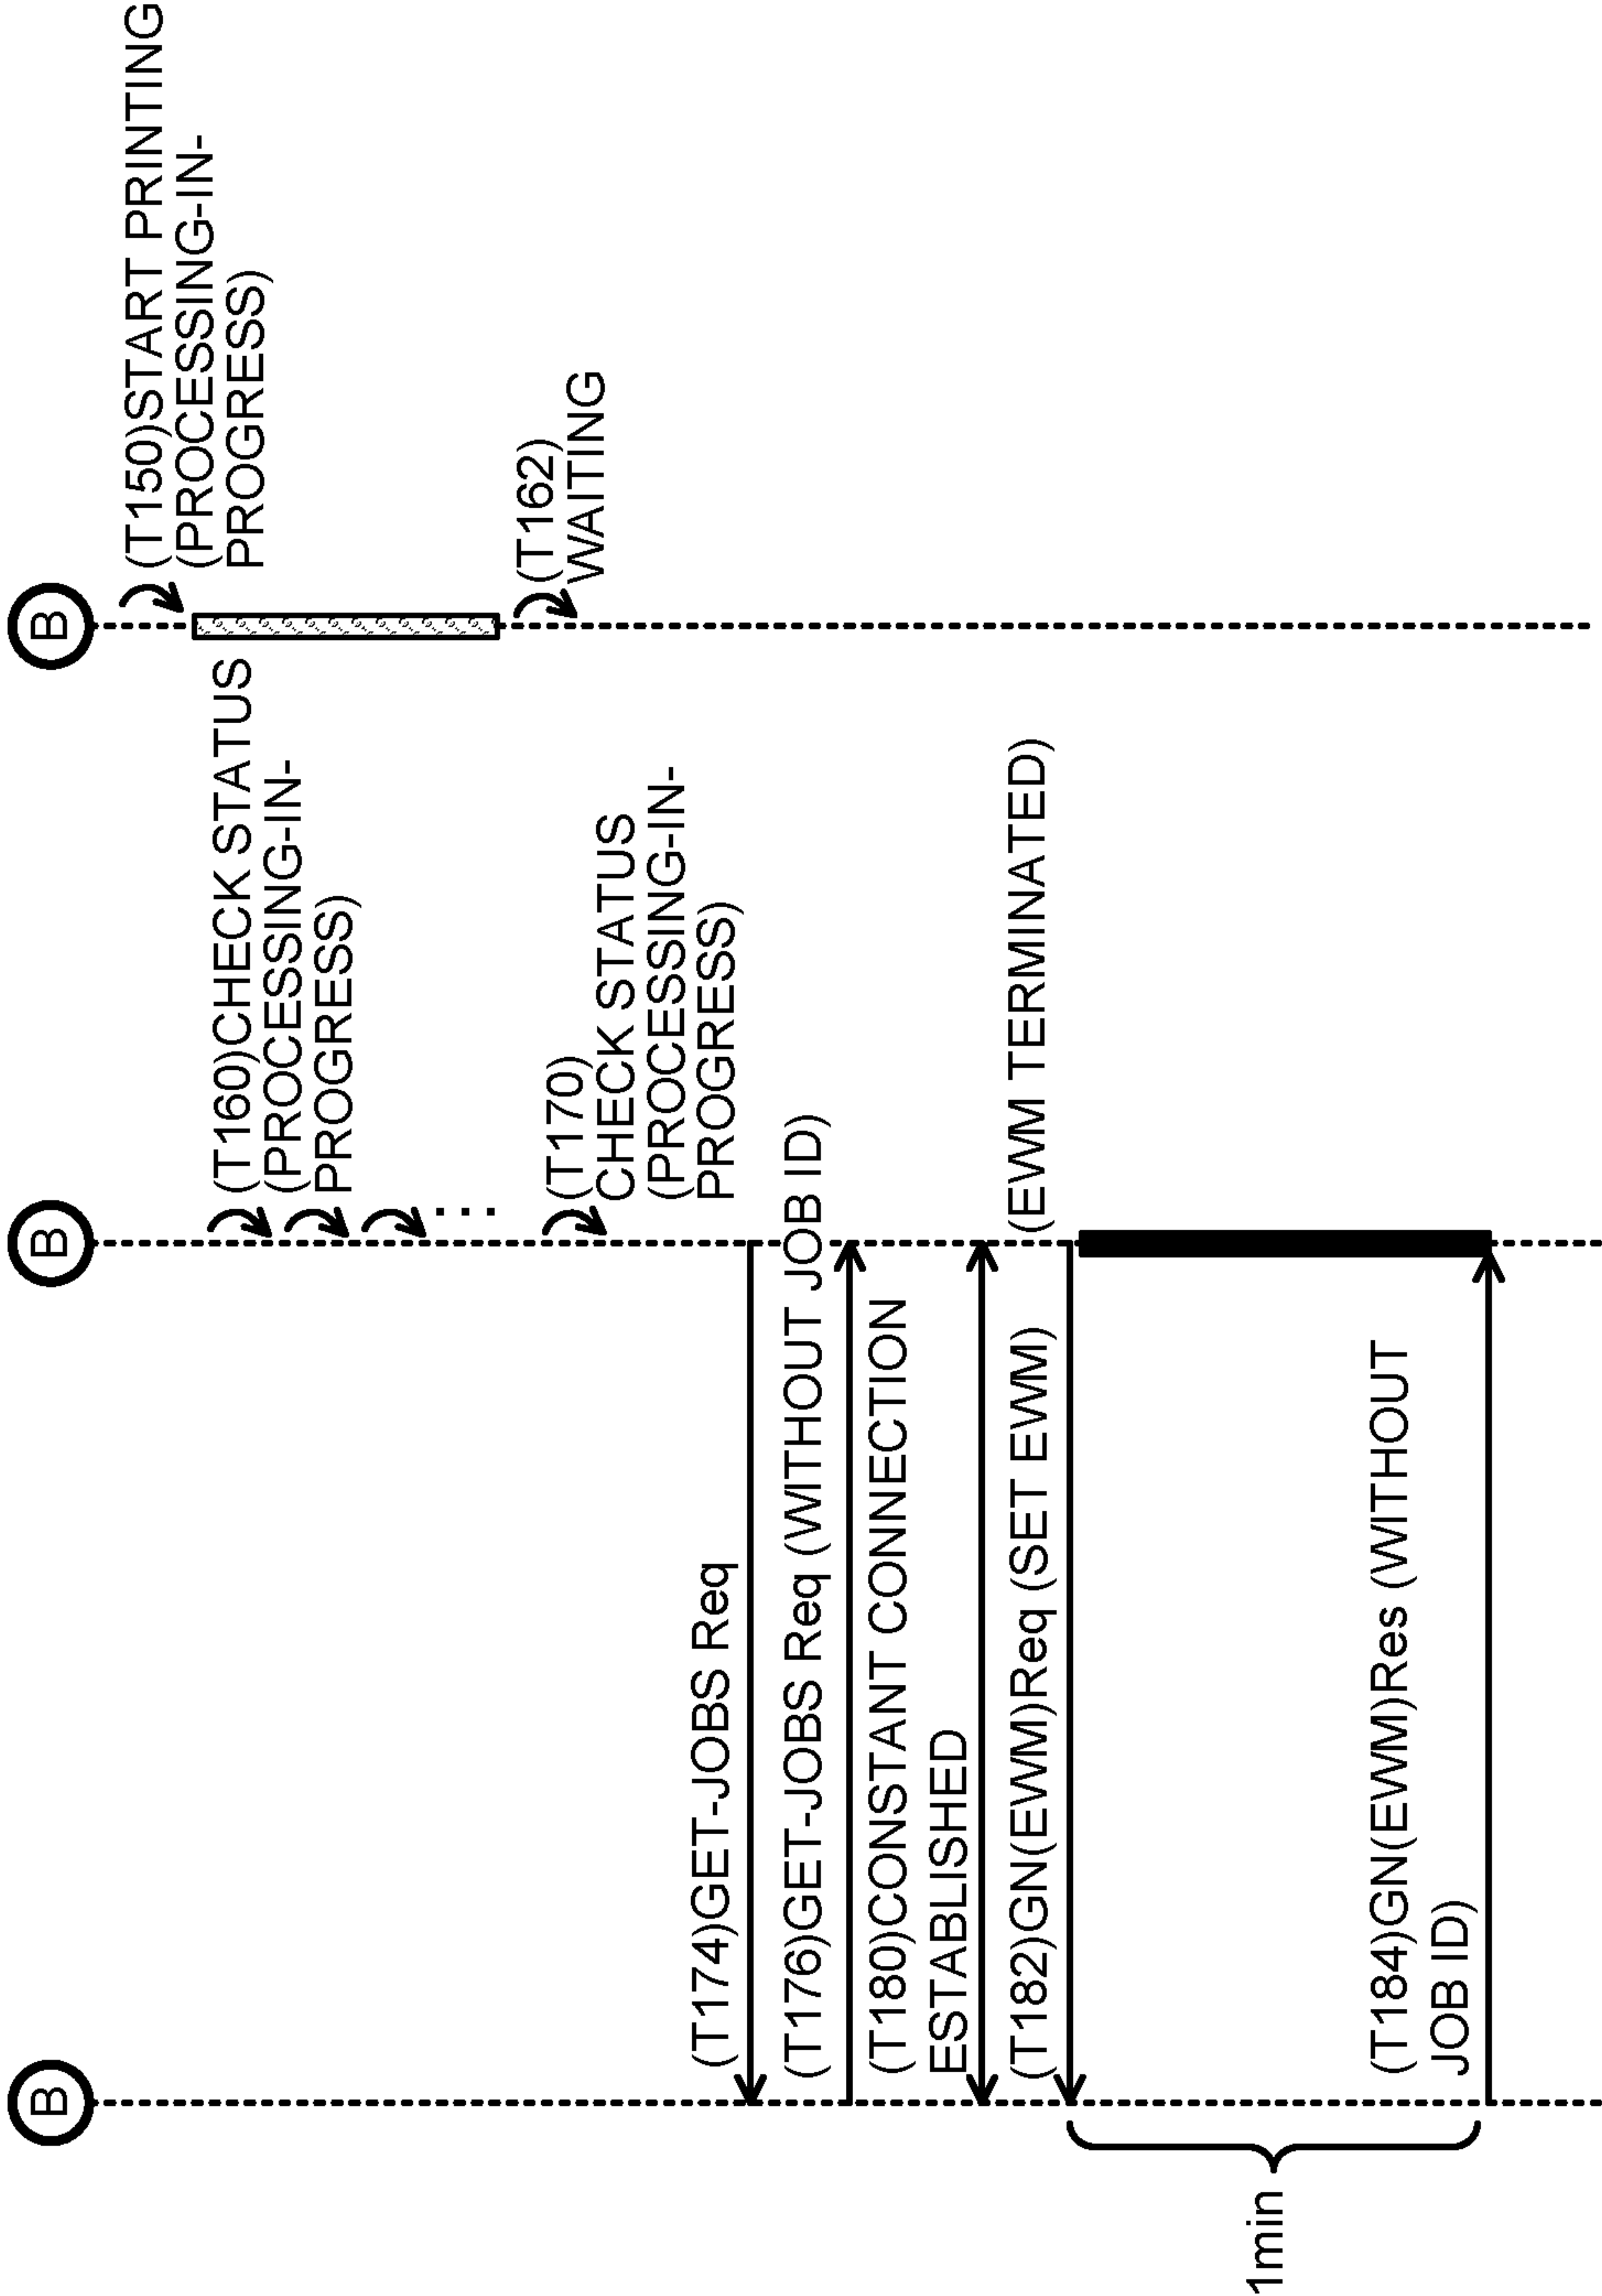 B B B
(T150)START PRINTING
(PROCESSING-IN-
PROGRESS)
(T160)CHECK STATUS
(PROCESSING-IN-
PROGRESS)
...
(T162)
WAITING
(T170)
CHECK STATUS
(PROCESSING-IN-
PROGRESS)
(T174)GET-JOBS Req
(T176)GET-JOBS Req (WITHOUT JOB ID)
(T180)CONSTANT CONNECTION
ESTABLISHED
(T182)GN(EWM)Req (SET EWM)
(EWM TERMINATED)
1min
(T184)GN(EWM)Res (WITHOUT
JOB ID)